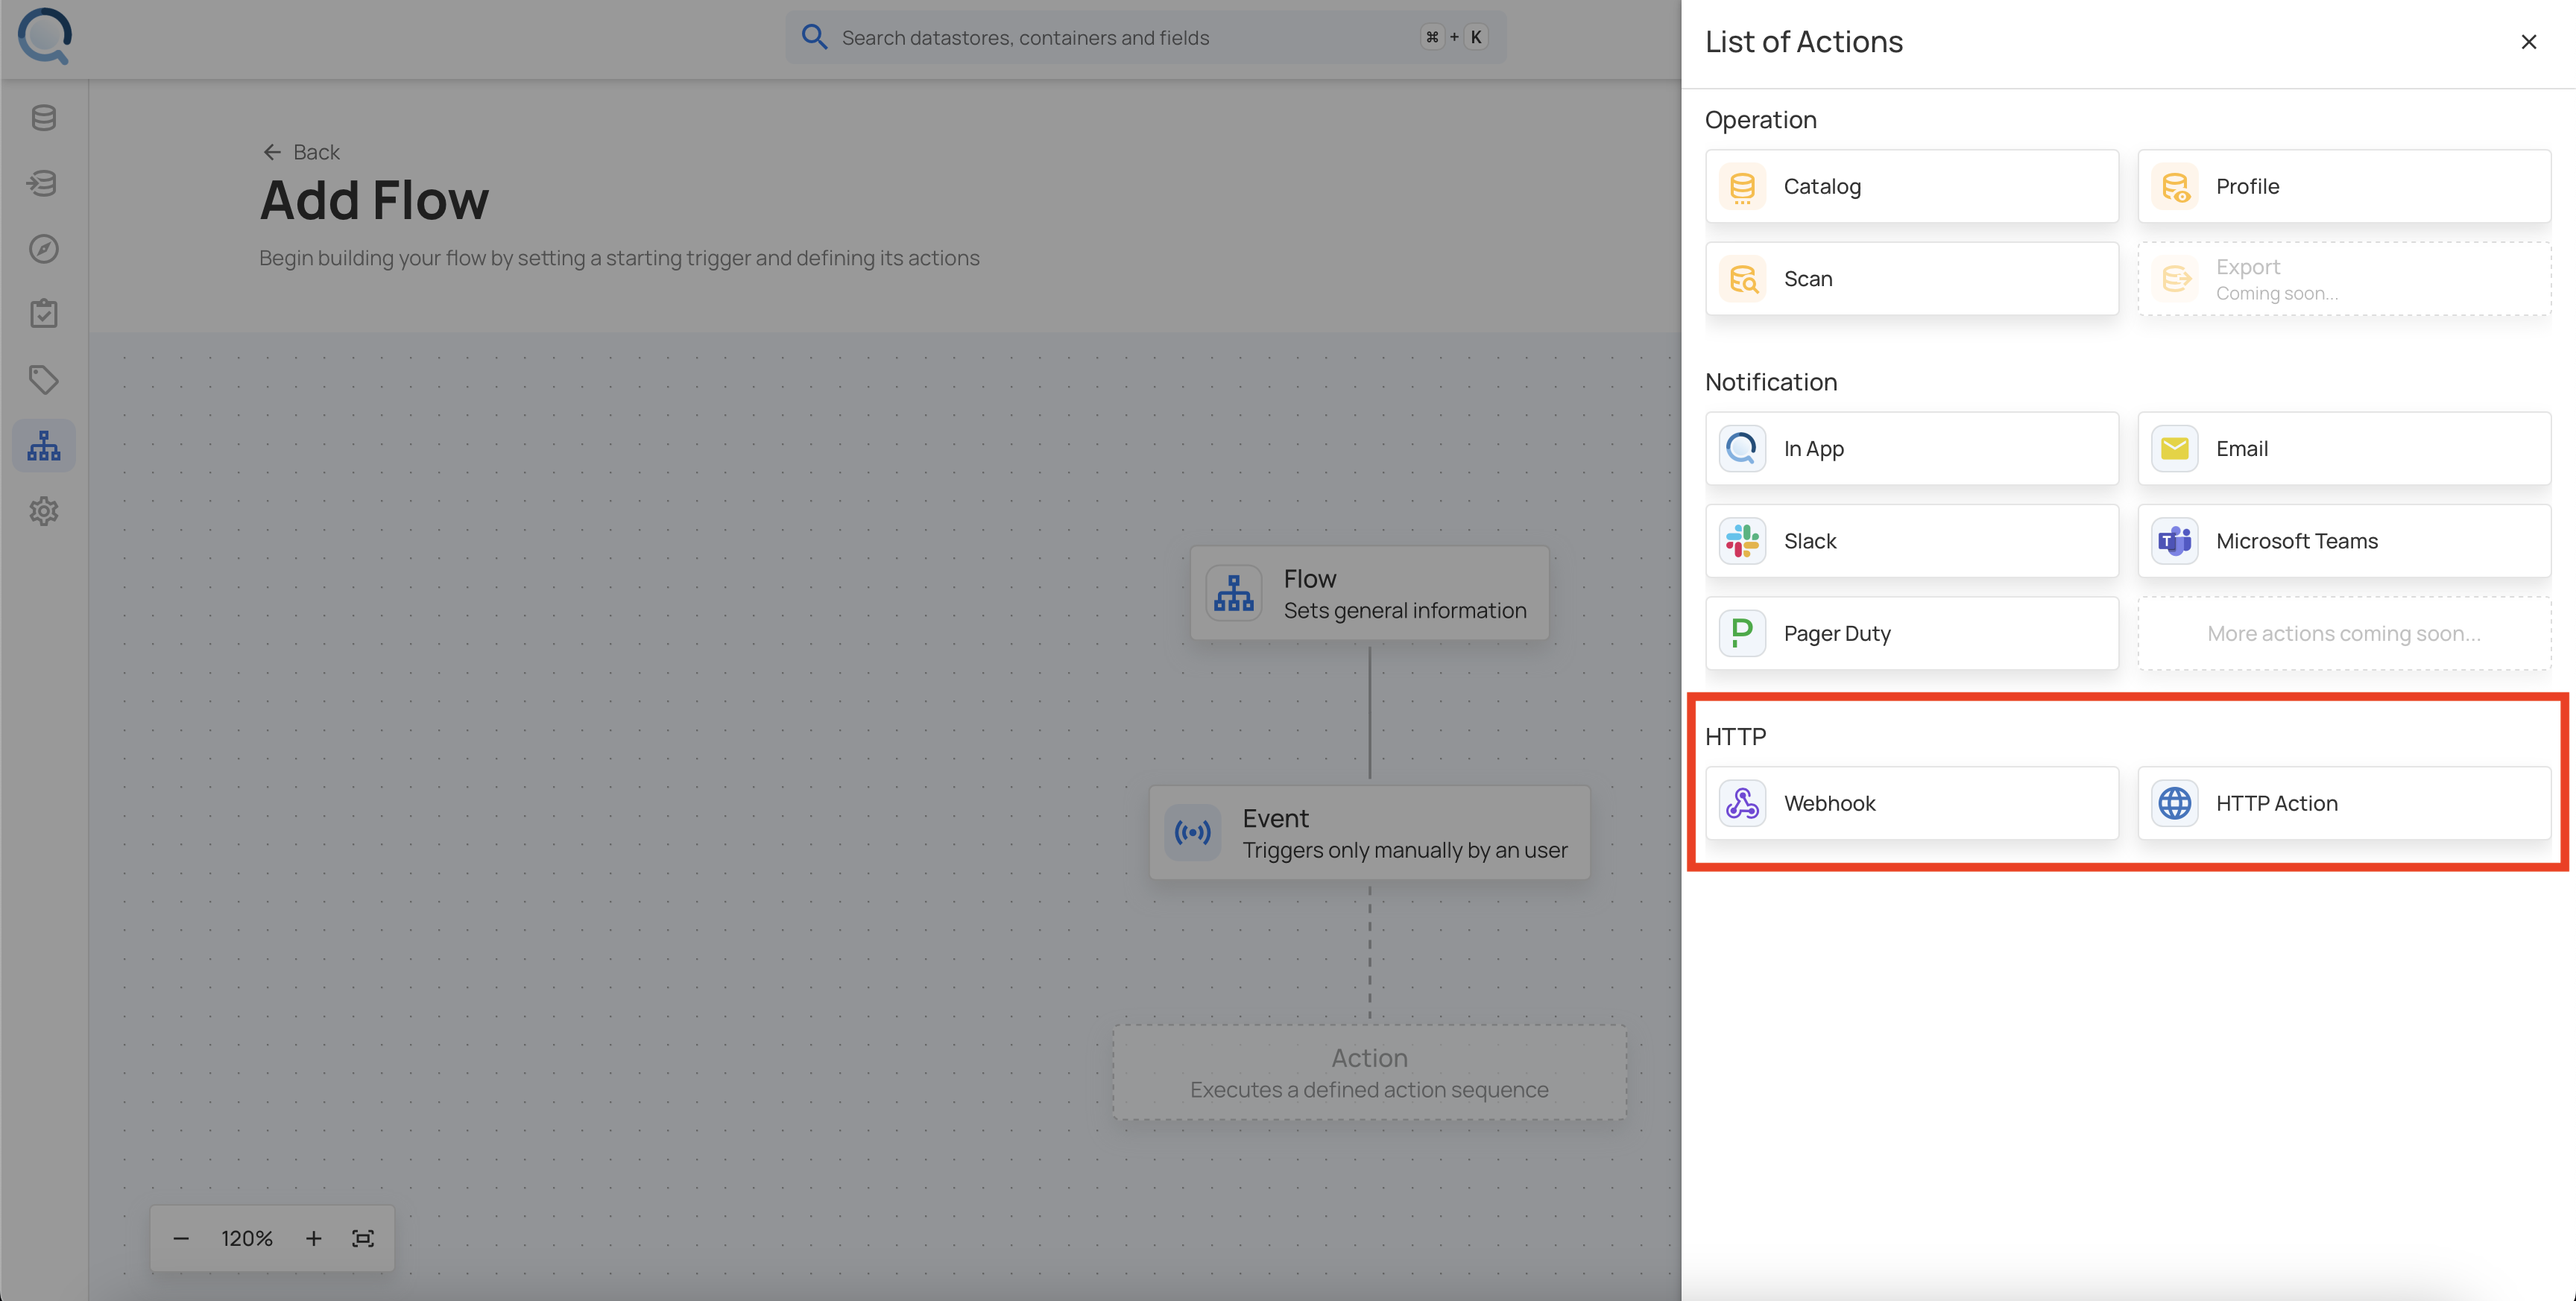 Search datastores, containers and fields
⌘ + K
Back
Add Flow
Begin building your flow by setting a starting trigger and defining its actions
Flow
Sets general information
Event
Triggers only manually by an user
Action
Executes a defined action sequence
120%
List of Actions
Operation
Catalog
Profile
Scan
Export
Coming soon...
Notification
In App
Email
Slack
Microsoft Teams
Pager Duty
More actions coming soon...
HTTP
Webhook
HTTP Action